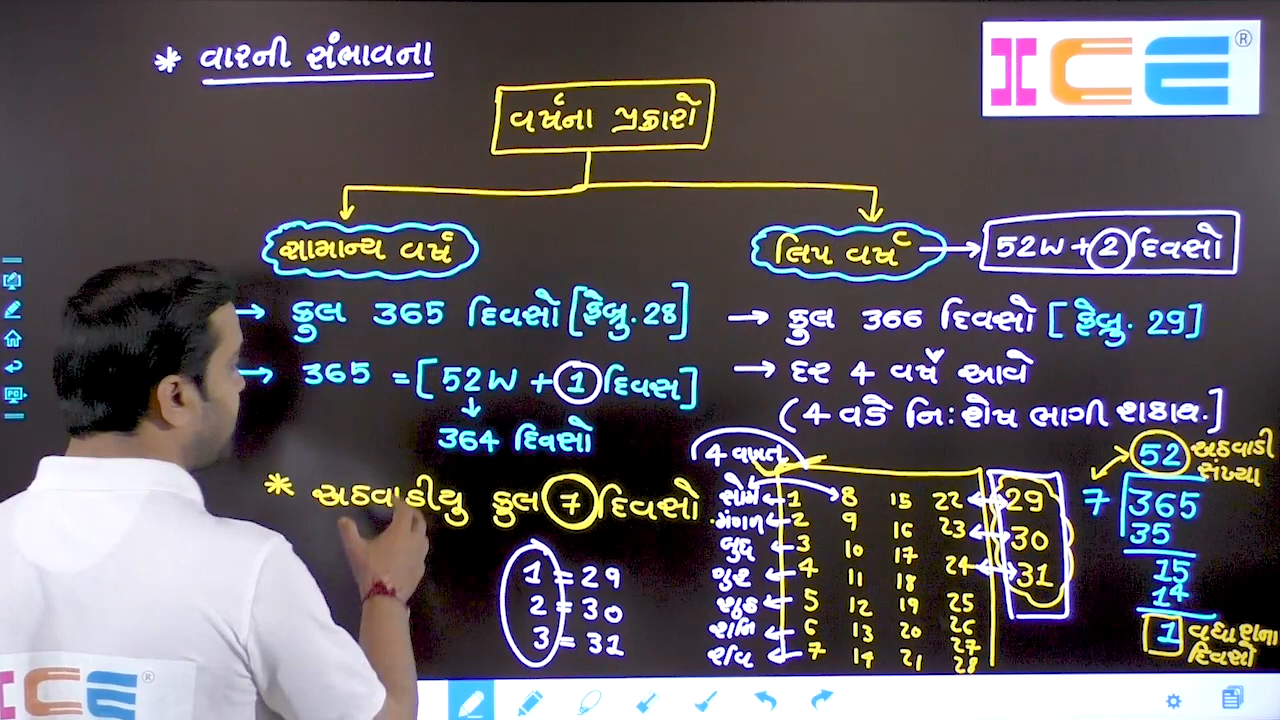 * વારની સંભાવના
ICE ®
વર્ષના પ્રકારો
સામાન્ય વર્ષ
લિપ વર્ષ → 52W + 2 દિવસો
→ કુલ 365 દિવસો [ફેબ્રુ. 28]
→ કુલ 366 દિવસો [ફેબ્રુ. 29]
→ 365 = [52W + 1 દિવસ]
→ દર 4 વર્ષે આવે
364 દિવસો
(4 વડે નિ:શેષ ભાગી શકાય.]
* અઠવાડીયુ કુલ 7 દિવસો
1 = 29
2 = 30
3 = 31
4 વખત
સોમ 1 8 15 22 29
મંગળ 2 9 16 23 30
બુધ 3 10 17 24 31
ગુરુ 4 11 18 25
શુક્ર 5 12 19 26
શનિ 6 13 20 27
રવિ 7 14 21 28
52 અઠવાડી સંખ્યા
7 365
35
15
14
1 વધારાના દિવસો
ICE ®